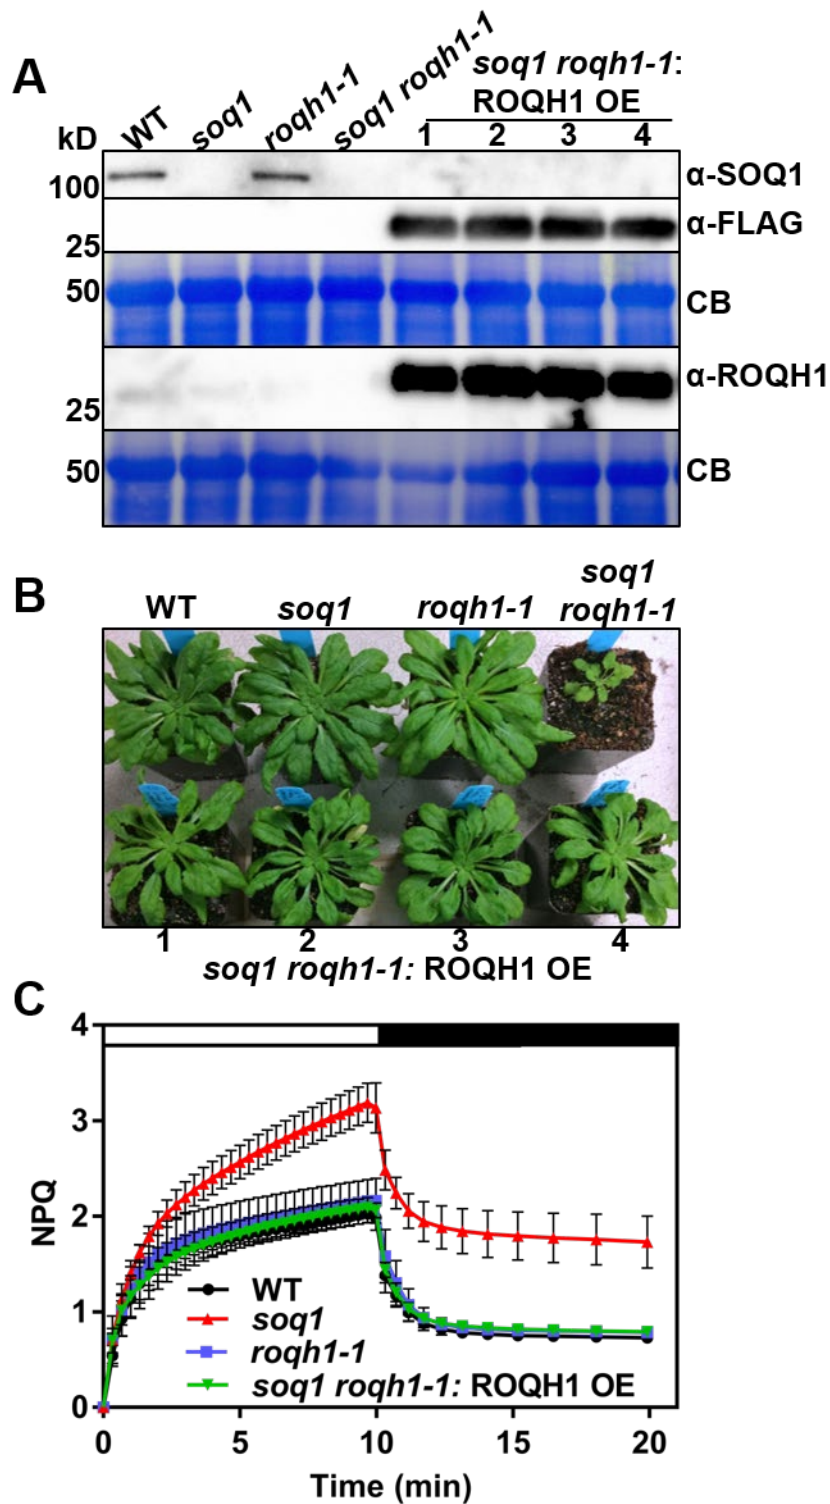 A
WT
soq1
roqh1-1
soq1 roqh1-1
soq1 roqh1-1:
ROQH1 OE
kD
1 2 3 4
100
α-SOQ1
α-FLAG
25
50
CB
α-ROQH1
25
50
CB
B
WT
soq1
roqh1-1
soq1
roqh1-1
1 2 3 4
soq1 roqh1-1: ROQH1 OE
C
4
3
2
1
0
NPQ
WT
soq1
roqh1-1
soq1 roqh1-1: ROQH1 OE
0 5 10 15 20
Time (min)